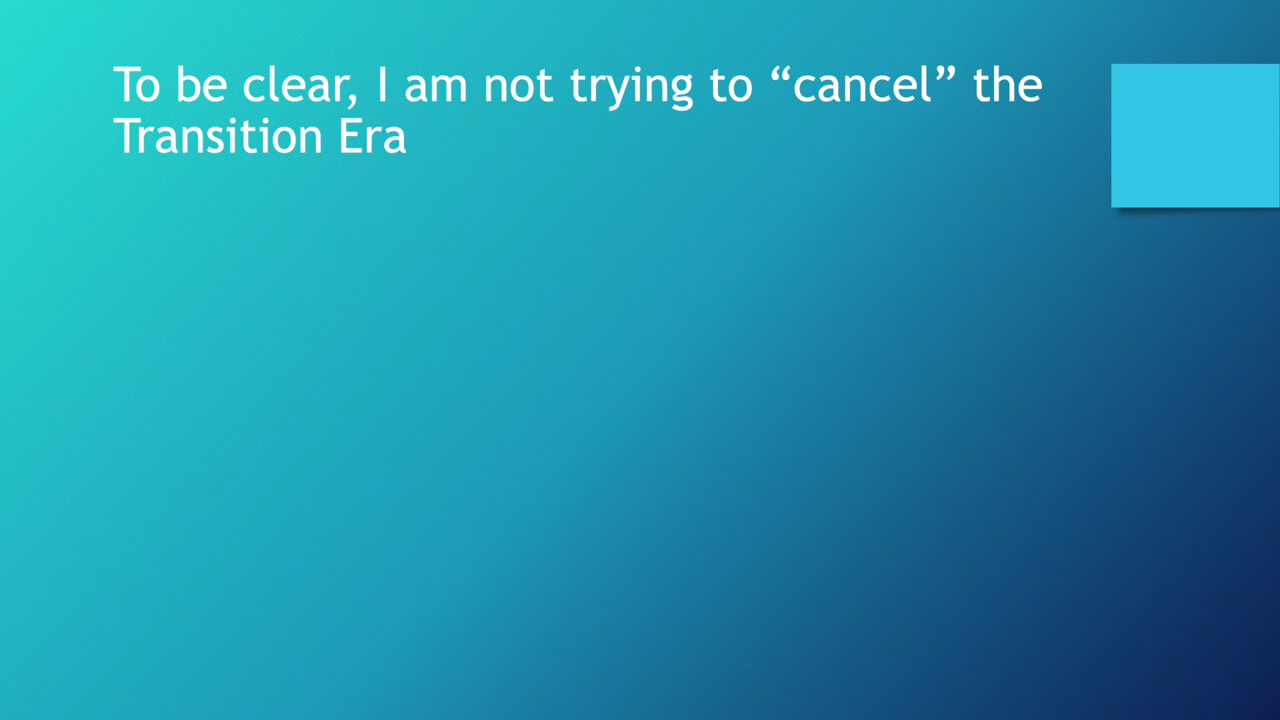 To be clear, I am not trying to “cancel” the
Transition Era